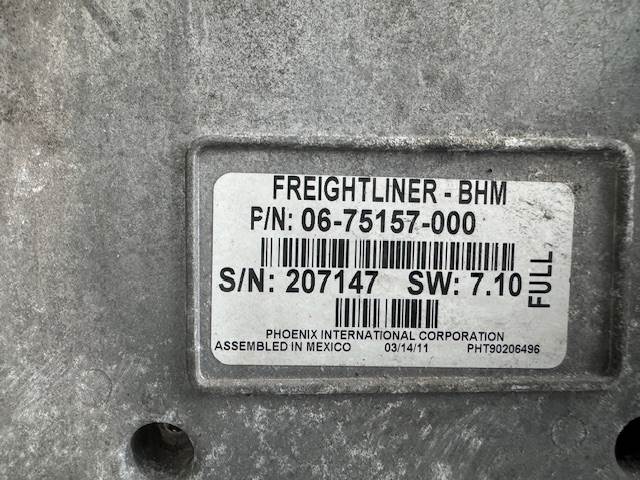 FREIGHTLINER - BHM
P/N: 06-75157-000
S/N: 207147 SW: 7.10
FULL
PHOENIX INTERNATIONAL CORPORATION
ASSEMBLED IN MEXICO 03/14/11 PHT90206496